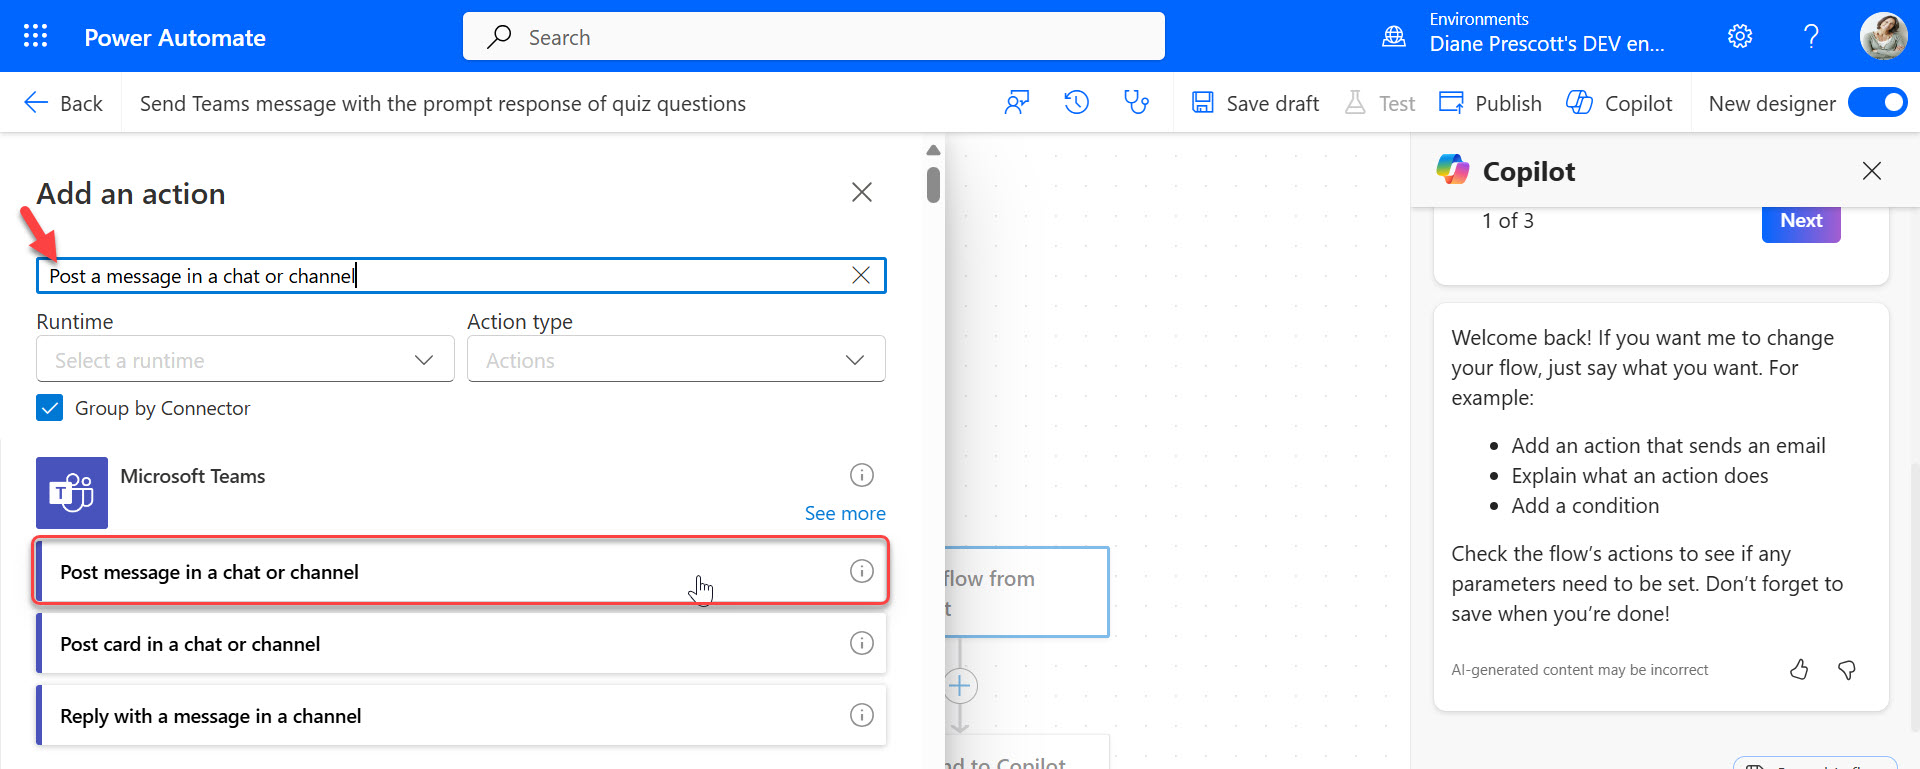 Power Automate
Search
Environments
Diane Prescott's DEV en...
Back
Send Teams message with the prompt response of quiz questions
Save draft
Test
Publish
Copilot
New designer
Add an action
Post a message in a chat or channel
Runtime
Action type
Select a runtime
Actions
Group by Connector
T
Microsoft Teams
See more
Post message in a chat or channel
Post card in a chat or channel
Reply with a message in a channel
flow from
t
to Copilot
Copilot
1 of 3
Next
Welcome back! If you want me to change
your flow, just say what you want. For
example:
• Add an action that sends an email
• Explain what an action does
• Add a condition
Check the flow’s actions to see if any
parameters need to be set. Don’t forget to
save when you’re done!
AI-generated content may be incorrect